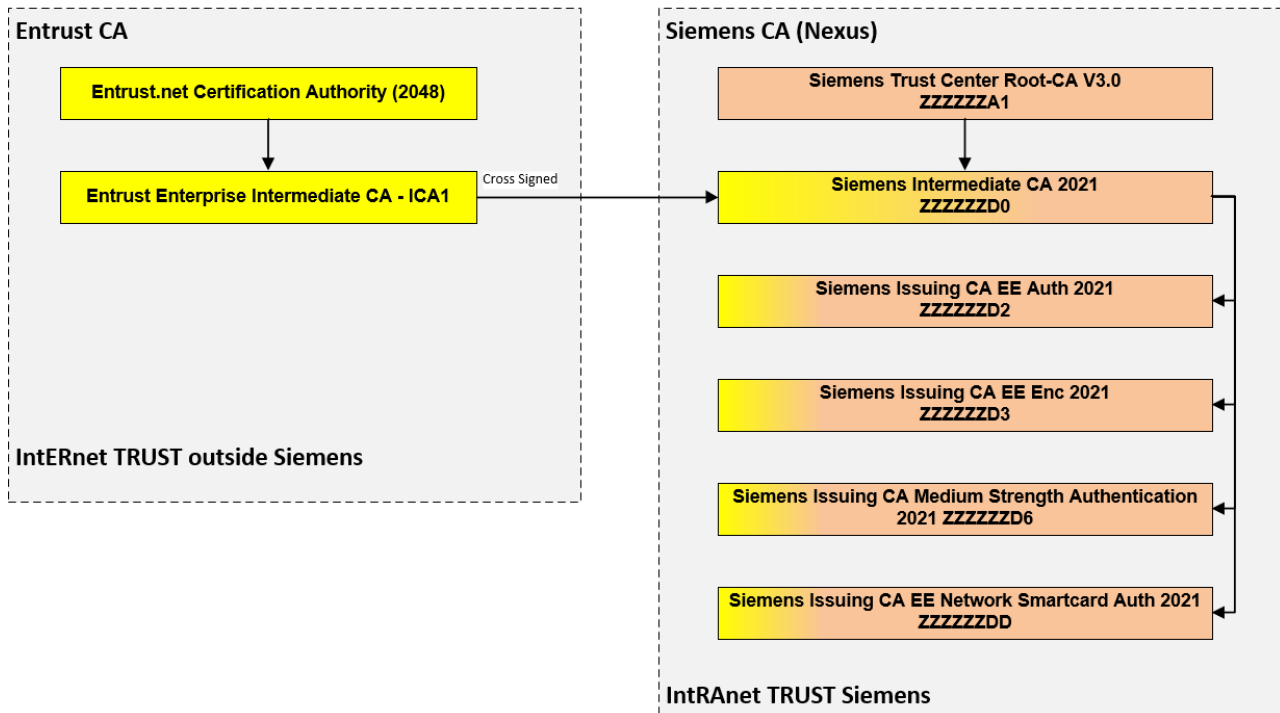 Entrust CA
Entrust.net Certification Authority (2048)
Entrust Enterprise Intermediate CA - ICA1
IntERnet TRUST outside Siemens
Cross Signed
Siemens CA (Nexus)
Siemens Trust Center Root-CA V3.0
ZZZZZZA1
Siemens Intermediate CA 2021
ZZZZZZD0
Siemens Issuing CA EE Auth 2021
ZZZZZZD2
Siemens Issuing CA EE Enc 2021
ZZZZZZD3
Siemens Issuing CA Medium Strength Authentication
2021 ZZZZZZD6
Siemens Issuing CA EE Network Smartcard Auth 2021
ZZZZZZDD
IntRAnet TRUST Siemens